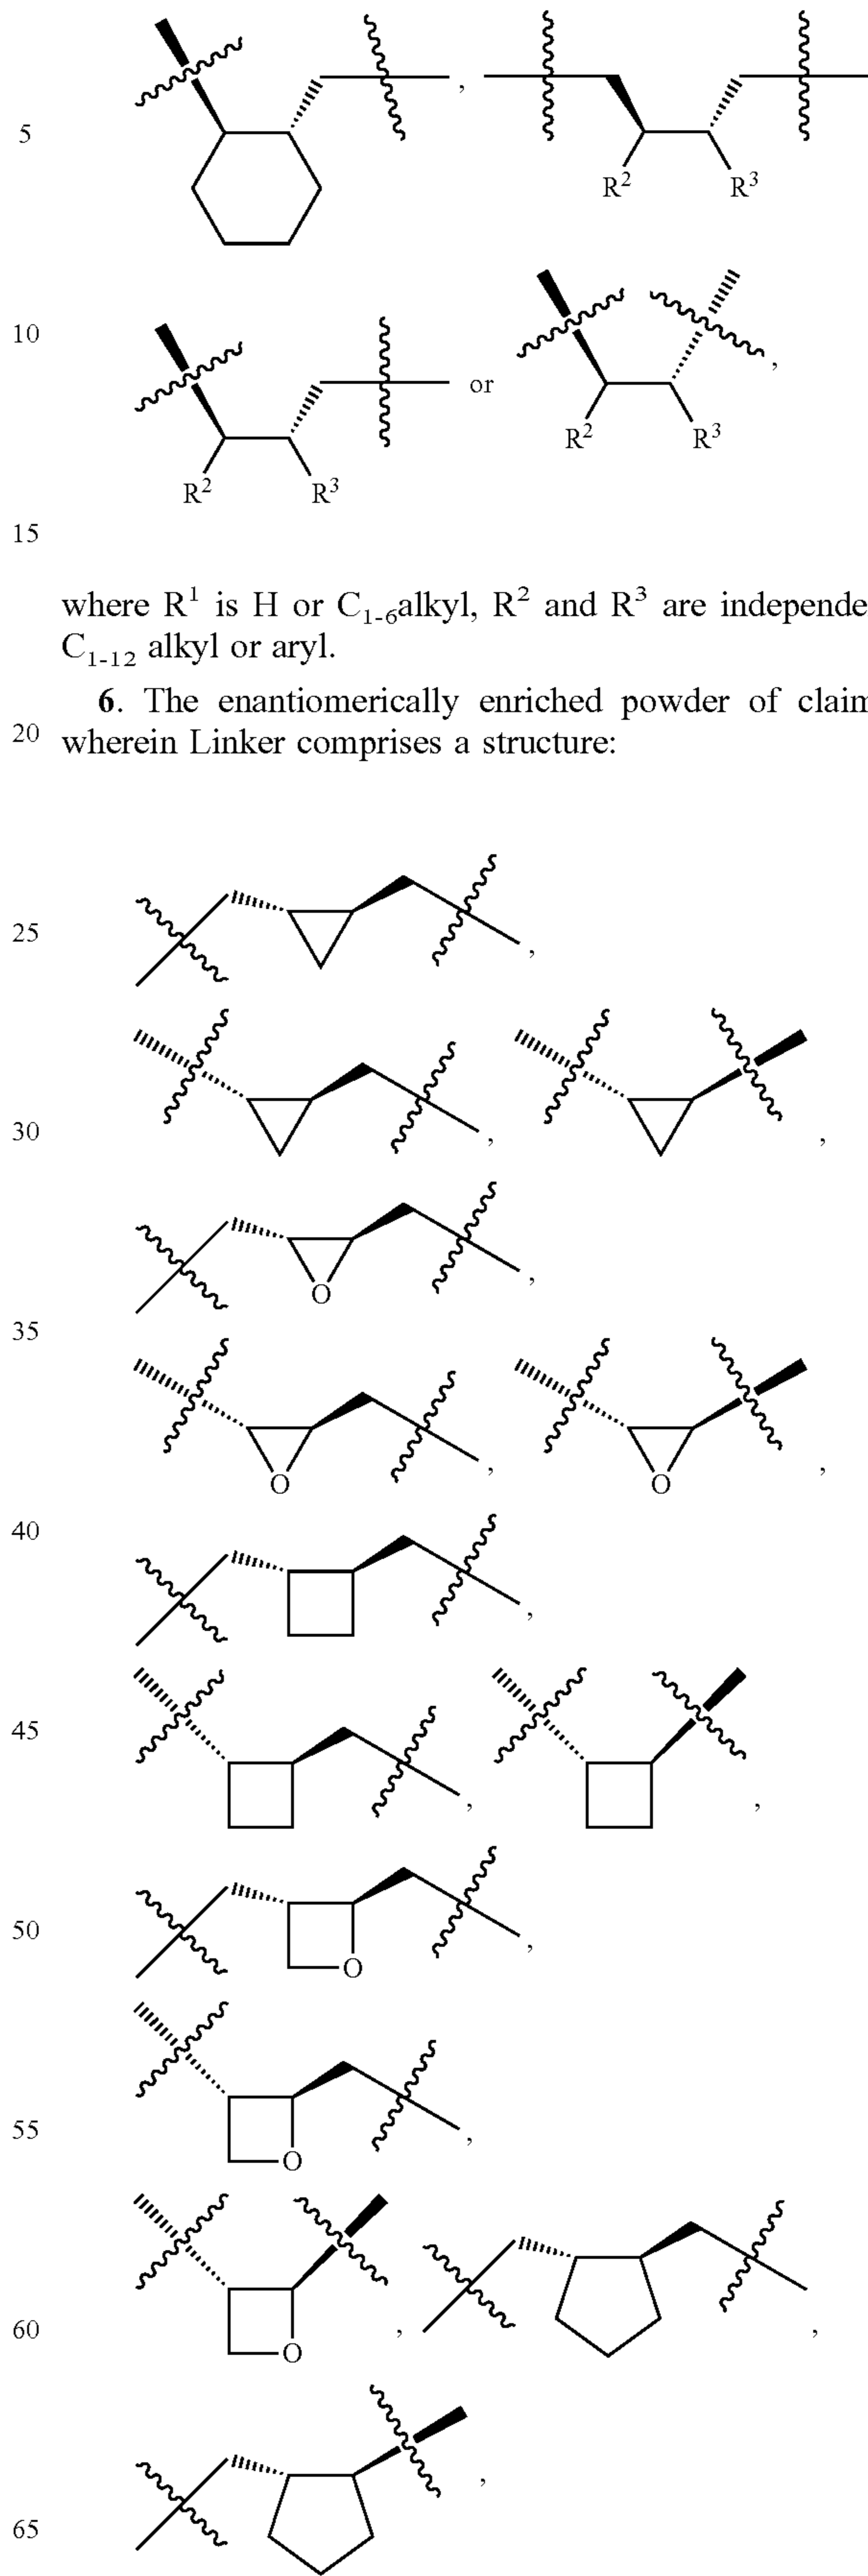 ,
5
R² R³
10
or ,
R² R³
R² R³
15
where R¹ is H or C₁₋₆alkyl, R² and R³ are independe
C₁₋₁₂ alkyl or aryl.
6. The enantiomerically enriched powder of claim
20 wherein Linker comprises a structure:
25 ,
30 , ,
O ,
35
O , O ,
40
,
45
, ,
50 O ,
55 O ,
60 O , ,
,
65